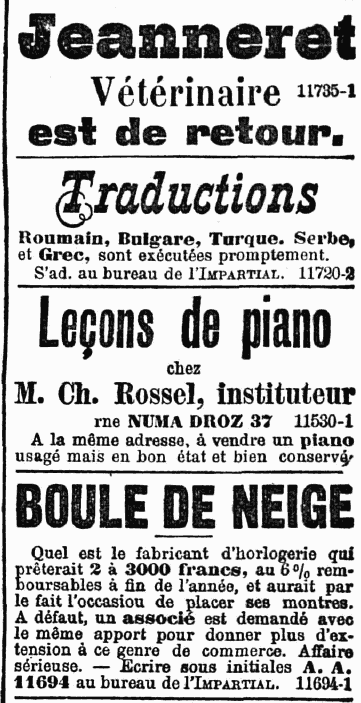 Jeanneret
Vétérinaire 11735-1
est de retour.
Traductions
Roumain, Bulgare, Turque. Serbe,
et Grec, sont exécutées promptement.
S'ad. au bureau de l'IMPARTIAL. 11720-2
Leçons de piano
chez
M. Ch. Rossel, instituteur
rne NUMA DROZ 37 11530-1
A la même adresse, à vendre un piano
usagé mais en bon état et bien conservé,
BOULE DE NEIGE
Quel est le fabricant d'horlogerie qui
prêterait 2 à 3000 francs, au 6% rem-
boursables à fin de l'année, et aurait par
le fait l'occasion de placer ses montres.
A défaut, un associé est demandé avec
le même apport pour donner plus d'ex-
tension à ce genre de commerce. Affaire
sérieuse. — Ecrire sous initiales A. A.
11694 au bureau de l'IMPARTIAL. 11694-1